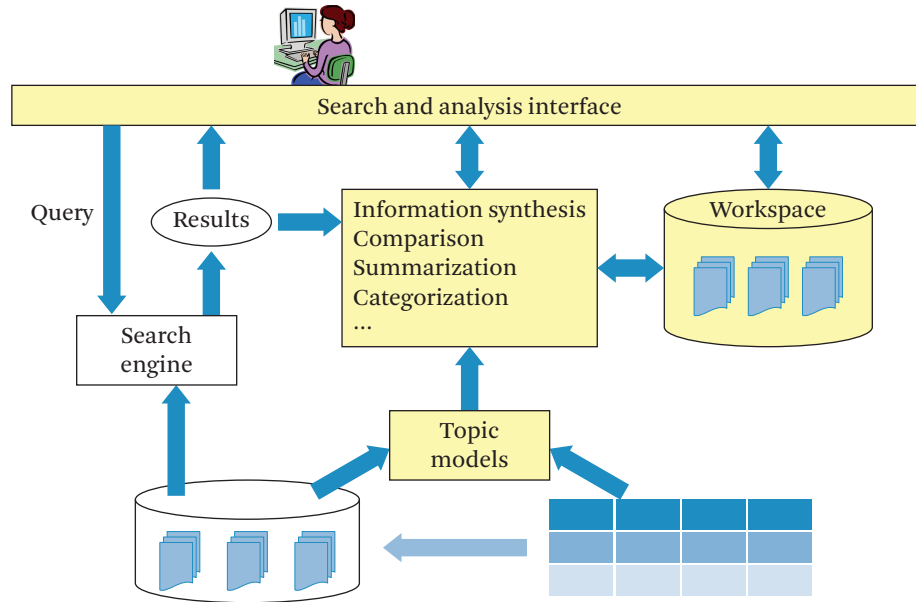 Search and analysis interface
Query
Results
Information synthesis
Comparison
Summarization
Categorization
...
Workspace
Search
engine
Topic
models